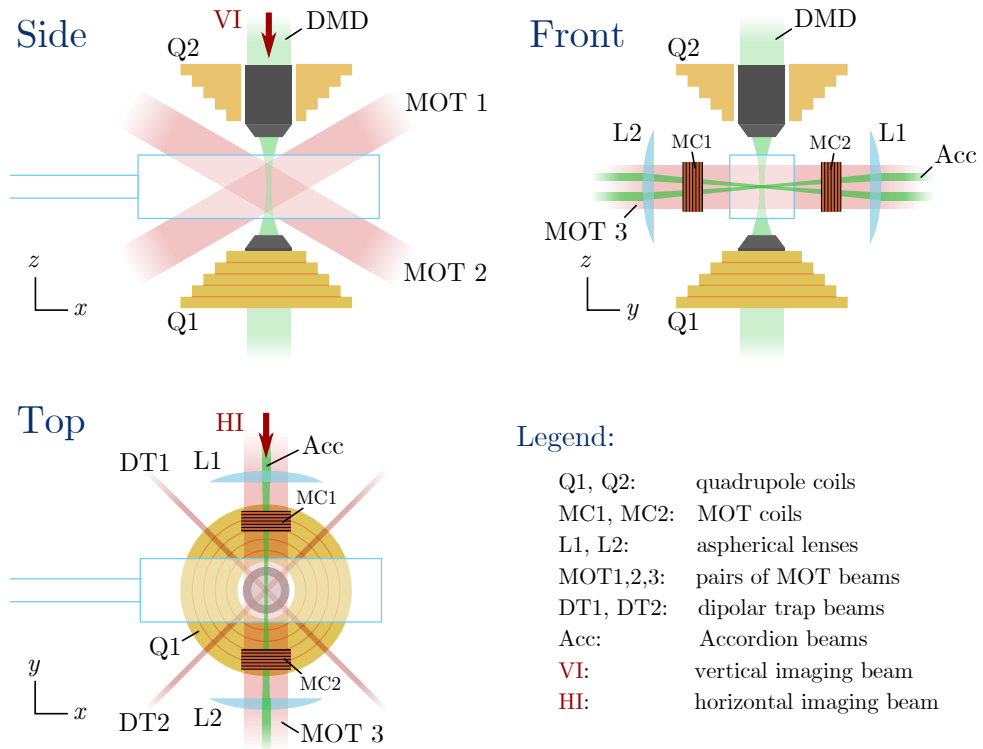 Side
VI
DMD
Q2
MOT 1
MOT 2
z
x
Q1
Front
DMD
Q2
L2
MC1
MC2
L1
Acc
MOT 3
z
y
Q1
Top
HI
Acc
DT1
L1
MC1
Q1
MC2
y
x
DT2
L2
MOT 3
Legend:
Q1, Q2: quadrupole coils
MC1, MC2: MOT coils
L1, L2: aspherical lenses
MOT1,2,3: pairs of MOT beams
DT1, DT2: dipolar trap beams
Acc: Accordion beams
VI: vertical imaging beam
HI: horizontal imaging beam